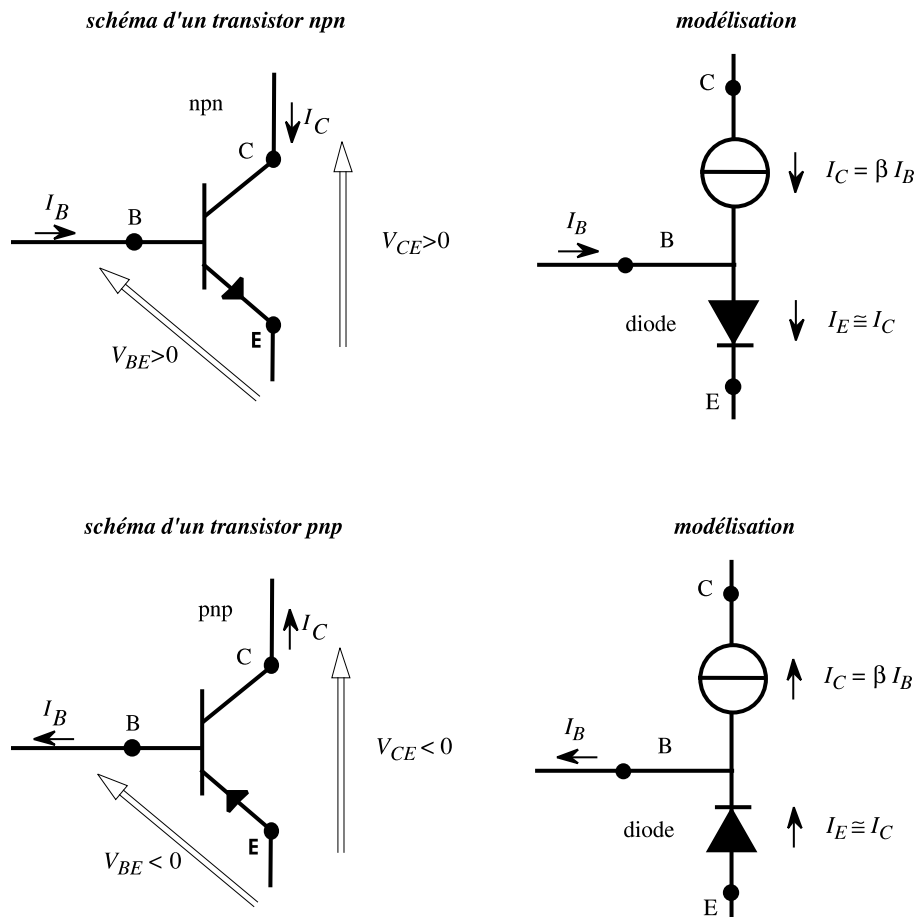 schéma d'un transistor npn
modélisation
npn
C
I_C
I_B
B
V_CE>0
V_BE>0
E
C
I_C = β I_B
I_B
B
diode
I_E ≅ I_C
E
schéma d'un transistor pnp
modélisation
pnp
C
I_C
I_B
B
V_CE < 0
V_BE < 0
E
C
I_C = β I_B
I_B
B
diode
I_E ≅ I_C
E